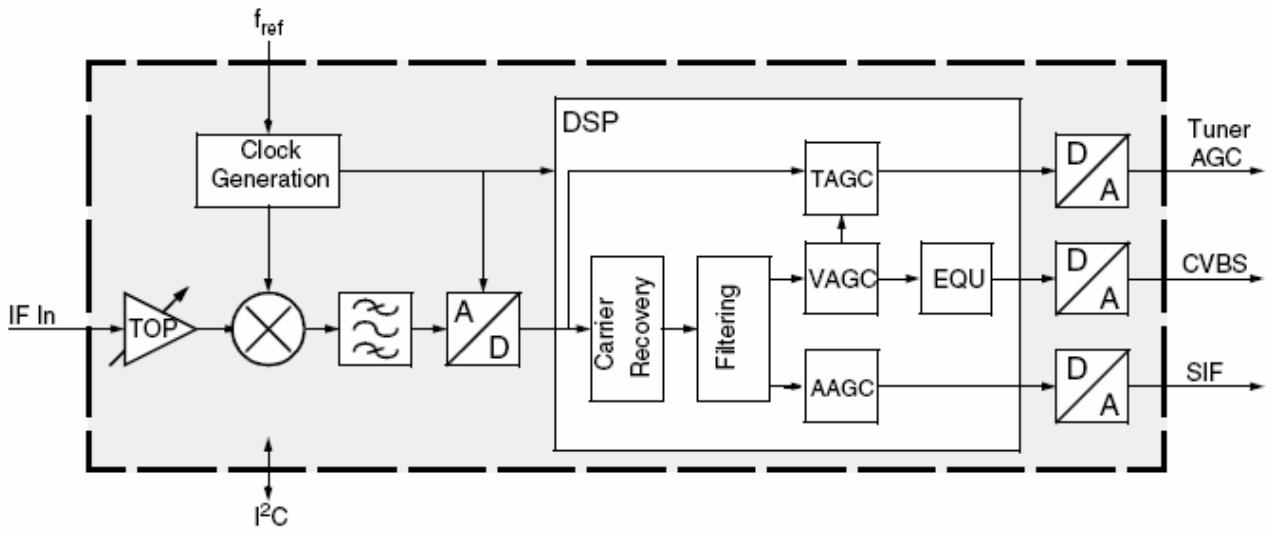 f_ref
DSP
Clock
Generation
TAGC
D
A
Tuner
AGC
IF In
TOP
A
D
Carrier
Recovery
Filtering
VAGC
EQU
D
A
CVBS
AAGC
D
A
SIF
I²C